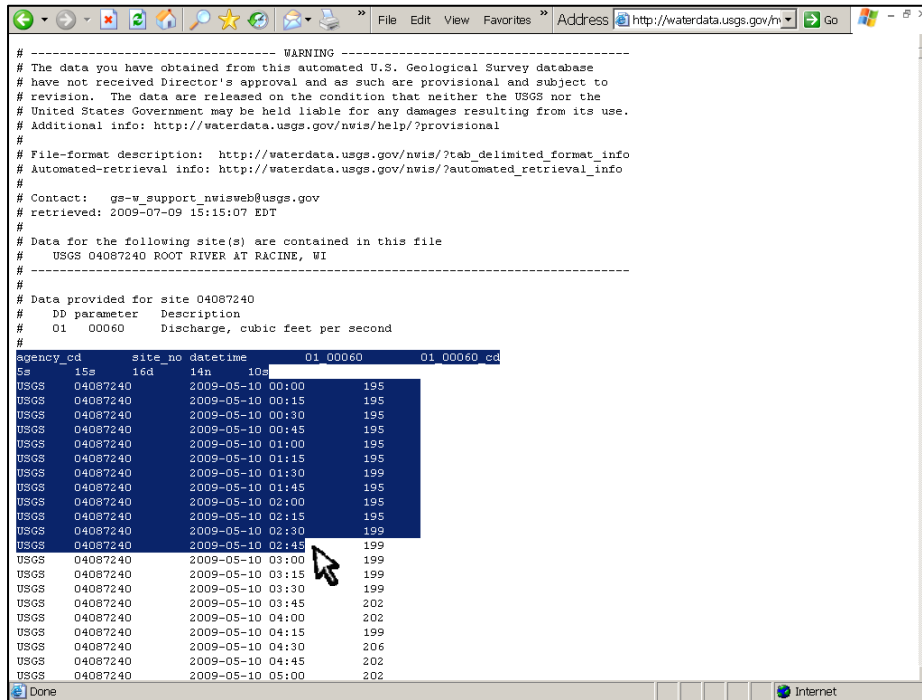 » File Edit View Favorites » Address http://waterdata.usgs.gov/nw Go
# ------------------------------ WARNING -----------------------------------
# The data you have obtained from this automated U.S. Geological Survey database
# have not received Director's approval and as such are provisional and subject to
# revision.  The data are released on the condition that neither the USGS nor the
# United States Government may be held liable for any damages resulting from its use.
# Additional info: http://waterdata.usgs.gov/nwis/help/?provisional
#
# File-format description:  http://waterdata.usgs.gov/nwis/?tab_delimited_format_info
# Automated-retrieval info: http://waterdata.usgs.gov/nwis/?automated_retrieval_info
#
# Contact:   gs-w_support_nwisweb@usgs.gov
# retrieved: 2009-07-09 15:15:07 EDT
#
# Data for the following site(s) are contained in this file
#    USGS 04087240 ROOT RIVER AT RACINE, WI
# --------------------------------------------------------------------------
#
# Data provided for site 04087240
#    DD parameter   Description
#    01   00060     Discharge, cubic feet per second
#
agency_cd site_no datetime 01_00060 01_00060_cd
5s 15s 16d 14n 10s
USGS 04087240 2009-05-10 00:00 195
USGS 04087240 2009-05-10 00:15 195
USGS 04087240 2009-05-10 00:30 195
USGS 04087240 2009-05-10 00:45 195
USGS 04087240 2009-05-10 01:00 195
USGS 04087240 2009-05-10 01:15 195
USGS 04087240 2009-05-10 01:30 199
USGS 04087240 2009-05-10 01:45 195
USGS 04087240 2009-05-10 02:00 195
USGS 04087240 2009-05-10 02:15 195
USGS 04087240 2009-05-10 02:30 199
USGS 04087240 2009-05-10 02:45 199
USGS 04087240 2009-05-10 03:00 199
USGS 04087240 2009-05-10 03:15 199
USGS 04087240 2009-05-10 03:30 199
USGS 04087240 2009-05-10 03:45 202
USGS 04087240 2009-05-10 04:00 202
USGS 04087240 2009-05-10 04:15 199
USGS 04087240 2009-05-10 04:30 206
USGS 04087240 2009-05-10 04:45 202
USGS 04087240 2009-05-10 05:00 202
Done Internet